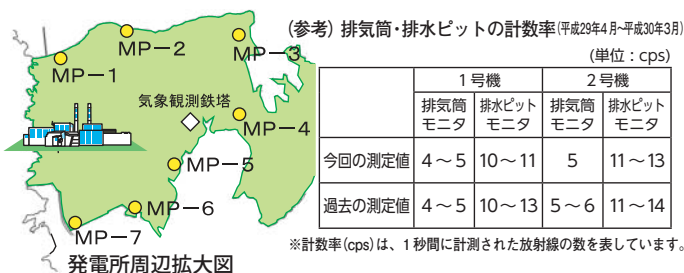 MP−1
MP−2
MP−3
気象観測鉄塔
MP−4
MP−5
MP−6
MP−7
発電所周辺拡大図
(参考) 排気筒・排水ピットの計数率(平成29年4月~平成30年3月)
(単位：cps)
1号機 2号機
排気筒モニタ 排水ピットモニタ 排気筒モニタ 排水ピットモニタ
今回の測定値 4～5 10～11 5 11～13
過去の測定値 4～5 10～13 5～6 11～14
※計数率(cps)は、1秒間に計測された放射線の数を表しています。